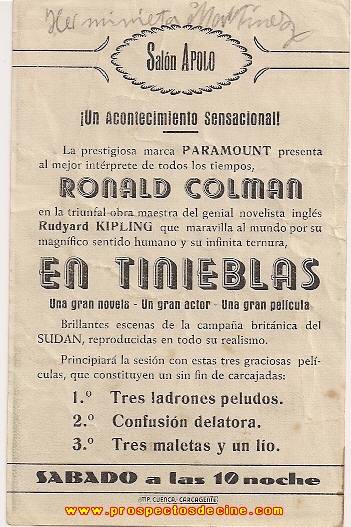 Herminieta Martinez
Salón APOLO
¡Un Acontecimiento Sensacional!
La prestigiosa marca PARAMOUNT presenta
al mejor intérprete de todos los tiempos,
RONALD COLMAN
en la triunfal obra maestra del genial novelista inglés
Rudyard KIPLING que maravilla al mundo por su
magnífico sentido humano y su infinita ternura,
EN TINIEBLAS
Una gran novela - Un gran actor - Una gran película
Brillantes escenas de la campaña británica del
SUDAN, reproducidas en todo su realismo.
Principiará la sesión con estas tres graciosas pelí-
culas, que constituyen un sin fin de carcajadas:
1.º Tres ladrones peludos.
2.º Confusión delatora.
3.º Tres maletas y un lío.
SABADO a las 10 noche
IMP. CUENCA, CARCAGENTE
www.prospectosdecine.com